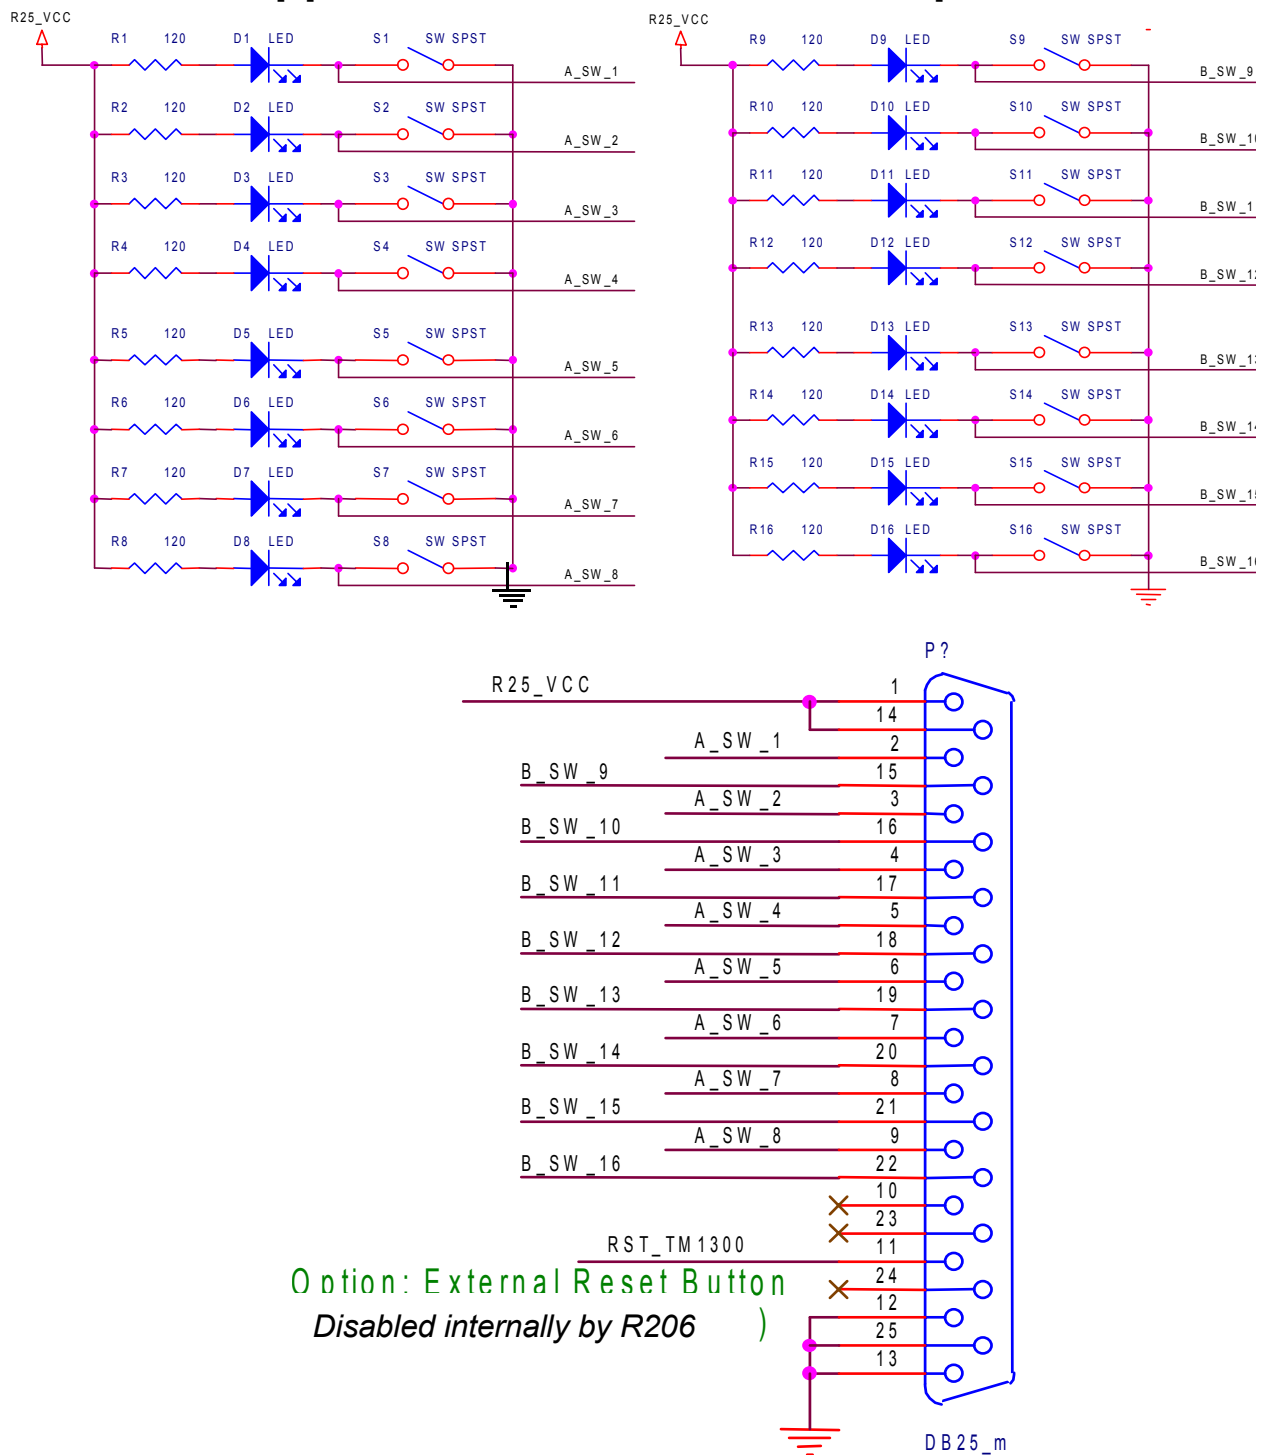 R25_VCC
R1 120 D1 LED S1 SW SPST
A_SW_1
R2 120 D2 LED S2 SW SPST
A_SW_2
R3 120 D3 LED S3 SW SPST
A_SW_3
R4 120 D4 LED S4 SW SPST
A_SW_4
R5 120 D5 LED S5 SW SPST
A_SW_5
R6 120 D6 LED S6 SW SPST
A_SW_6
R7 120 D7 LED S7 SW SPST
A_SW_7
R8 120 D8 LED S8 SW SPST
A_SW_8
R25_VCC
R9 120 D9 LED S9 SW SPST
B_SW_9
R10 120 D10 LED S10 SW SPST
B_SW_1
R11 120 D11 LED S11 SW SPST
B_SW_1
R12 120 D12 LED S12 SW SPST
B_SW_12
R13 120 D13 LED S13 SW SPST
B_SW_13
R14 120 D14 LED S14 SW SPST
B_SW_14
R15 120 D15 LED S15 SW SPST
B_SW_15
R16 120 D16 LED S16 SW SPST
B_SW_16
P?
R25_VCC 1
14
A_SW_1 2
B_SW_9 15
A_SW_2 3
B_SW_10 16
A_SW_3 4
B_SW_11 17
A_SW_4 5
B_SW_12 18
A_SW_5 6
B_SW_13 19
A_SW_6 7
B_SW_14 20
A_SW_7 8
B_SW_15 21
A_SW_8 9
B_SW_16 22
10
23
RST_TM1300 11
Option: External Reset Button 24
12
Disabled internally by R206 )
25
13
DB25_m